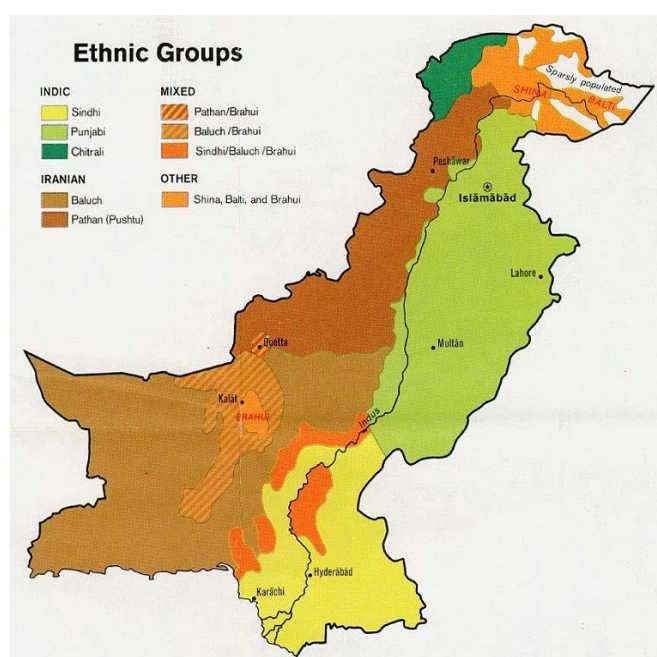 Ethnic Groups
INDIC
Sindhi
Punjabi
Chitrali
IRANIAN
Baluch
Pathan (Pushtu)
MIXED
Pathan/Brahui
Baluch/Brahui
Sindhi/Baluch/Brahui
OTHER
Shina, Balti, and Brahui
Sparsly populated
SHINA
BALTI
Peshāwar
Islāmābād
Lahore
Quetta
Multān
Kalāt
BRAHUI
Indus
Hyderābād
Karāchi